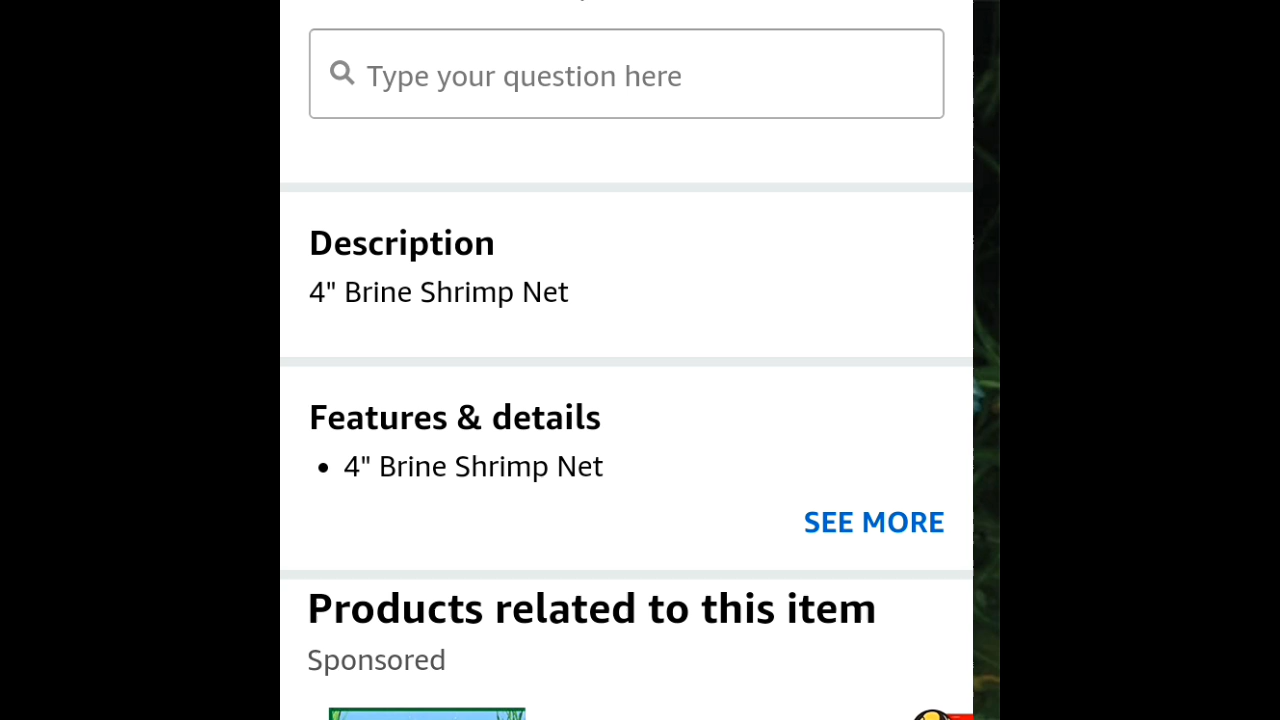 Type your question here
Description
4" Brine Shrimp Net
Features & details
• 4" Brine Shrimp Net
SEE MORE
Products related to this item
Sponsored